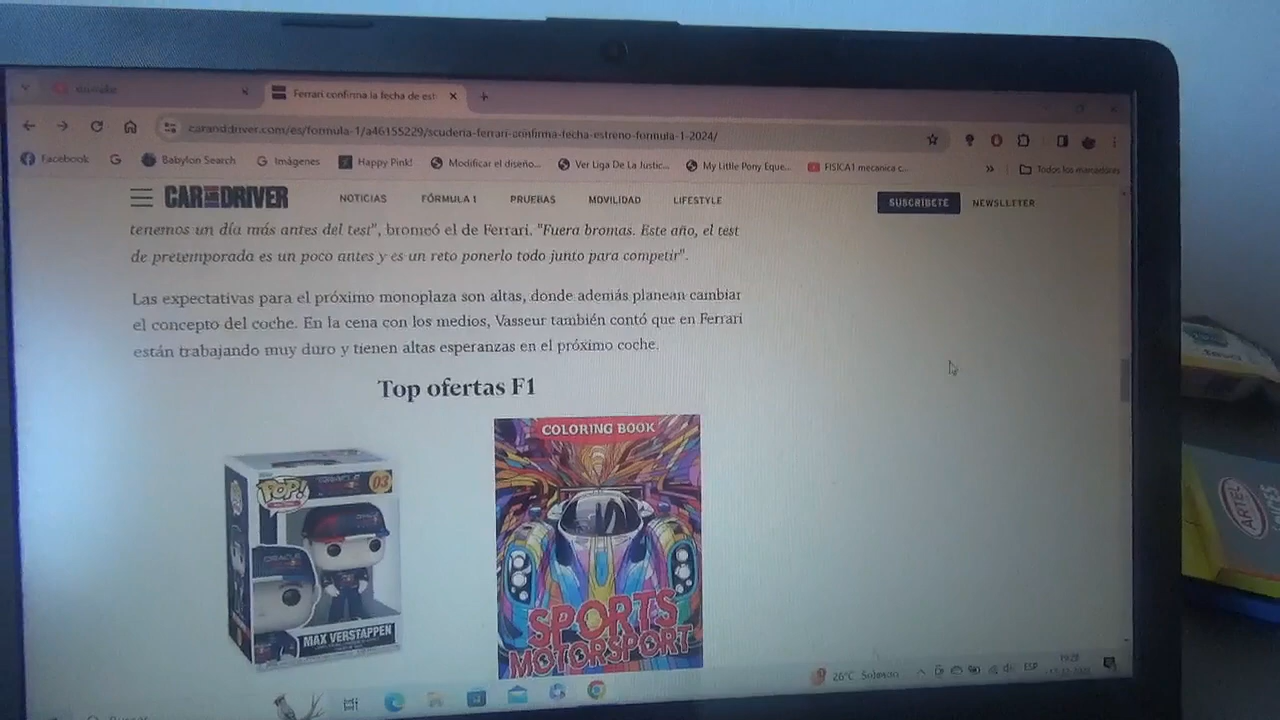 Ferrari confirma la fecha de est
caranddriver.com/es/formula-1/a46155229/scuderia-ferrari-confirma-fecha-estreno-formula-1-2024/
Facebook G Babylon Search Imágenes Happy Pink! Modificar el diseño... Ver Liga De La Justic... My Little Pony Eque... FISICA1 mecanica c... » Todos los marcadores
CAR AND DRIVER NOTICIAS FÓRMULA 1 PRUEBAS MOVILIDAD LIFESTYLE SUSCRÍBETE NEWSLETTER
tenemos un día más antes del test", bromeó el de Ferrari. "Fuera bromas. Este año, el test
de pretemporada es un poco antes y es un reto ponerlo todo junto para competir".
Las expectativas para el próximo monoplaza son altas, donde además planean cambiar
el concepto del coche. En la cena con los medios, Vasseur también contó que en Ferrari
están trabajando muy duro y tienen altas esperanzas en el próximo coche.
Top ofertas F1
POP!
ORACLE
03
ORACLE
MAX VERSTAPPEN
COLORING BOOK
SPORTS
MOTORSPORT
26°C Soleado ESP 19:28
ARTEL